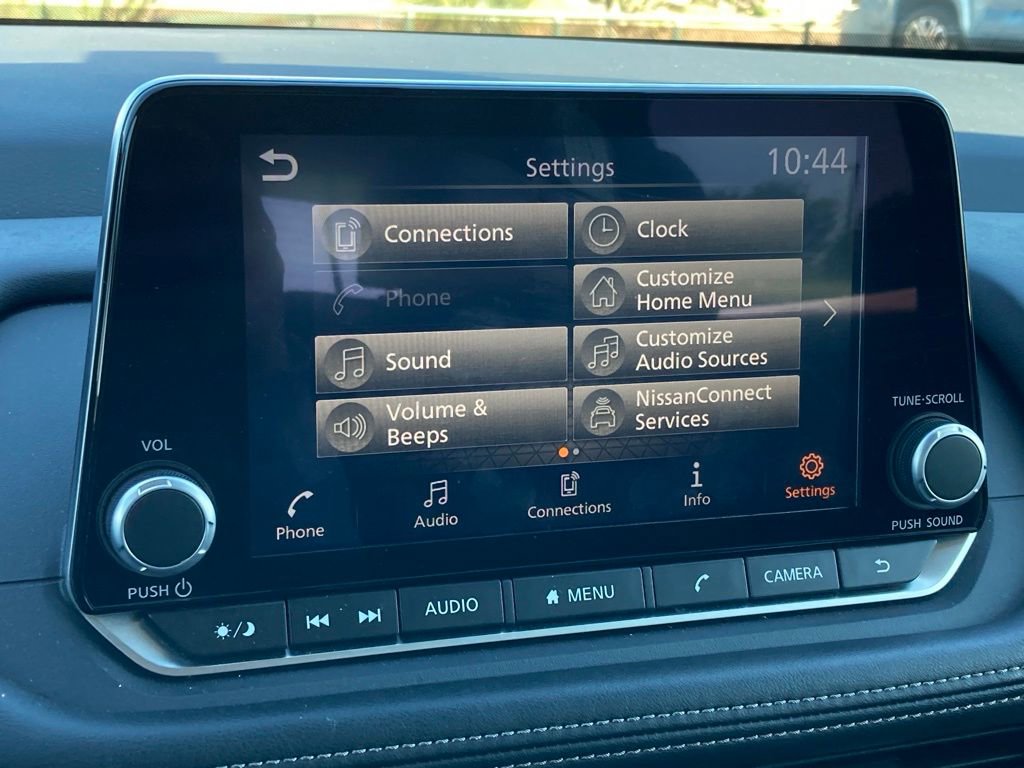 Settings
10:44
Connections
Clock
Phone
Customize
Home Menu
Sound
Customize
Audio Sources
Volume &
Beeps
NissanConnect
Services
Phone
Audio
Connections
Info
Settings
VOL
PUSH
TUNE·SCROLL
PUSH SOUND
AUDIO
MENU
CAMERA